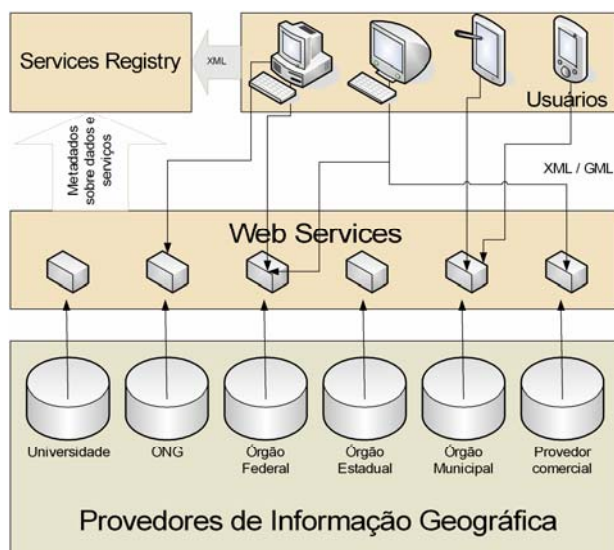 Services Registry
XML
Usuários
Metadados
sobre dados e
serviços
XML / GML
Web Services
Universidade
ONG
Órgão
Federal
Órgão
Estadual
Órgão
Municipal
Provedor
comercial
Provedores de Informação Geográfica